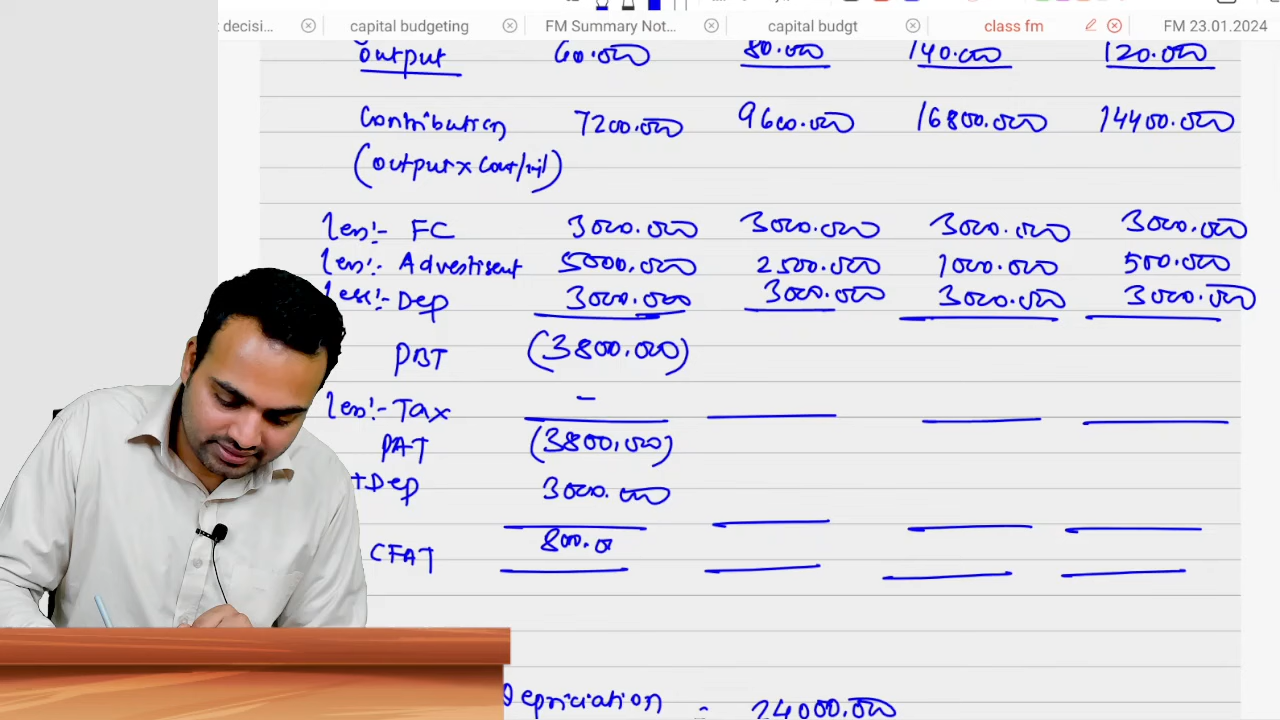 t decisi...
capital budgeting
FM Summary Not...
capital budgt
class fm
FM 23.01.2024
output 60.000 80.000 140.000 120.000
Contribution 7200.000 9600.000 16800.000 14400.000
(output x Cont/unit)
less:- FC 3000.000 3000.000 3000.000 3000.000
less:- Advertisent 5000.000 2500.000 1000.000 500.000
less:- Dep 3000.000 3000.000 3000.000 3000.000
PBT (3800.000)
less:- Tax -
PAT (3800.000)
+Dep 3000.000
CFAT 800.00
Depriciation = 24000.000